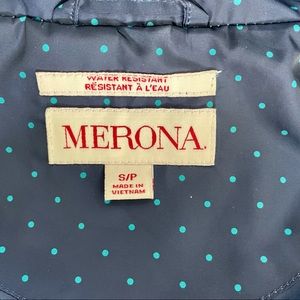 WATER RESISTANT
RÉSISTANT À L'EAU
MERONA.
S/P
MADE IN
VIETNAM